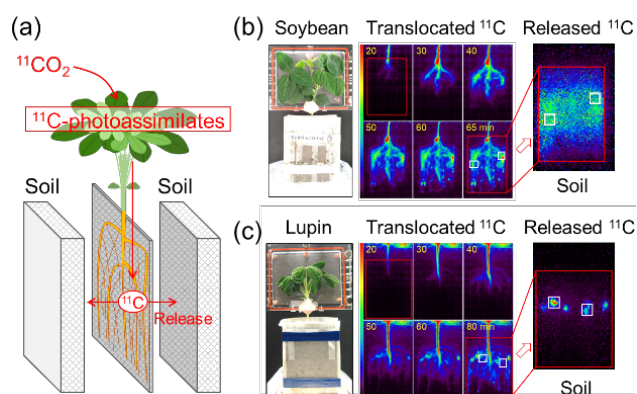 (a)
¹¹CO₂
¹¹C-photoassimilates
Soil
Soil
¹¹C
Release
(b)
Soybean
Translocated ¹¹C
Released ¹¹C
20
30
40
50
60
65 min
Soil
(c)
Lupin
Translocated ¹¹C
Released ¹¹C
20
30
40
50
60
80 min
Soil